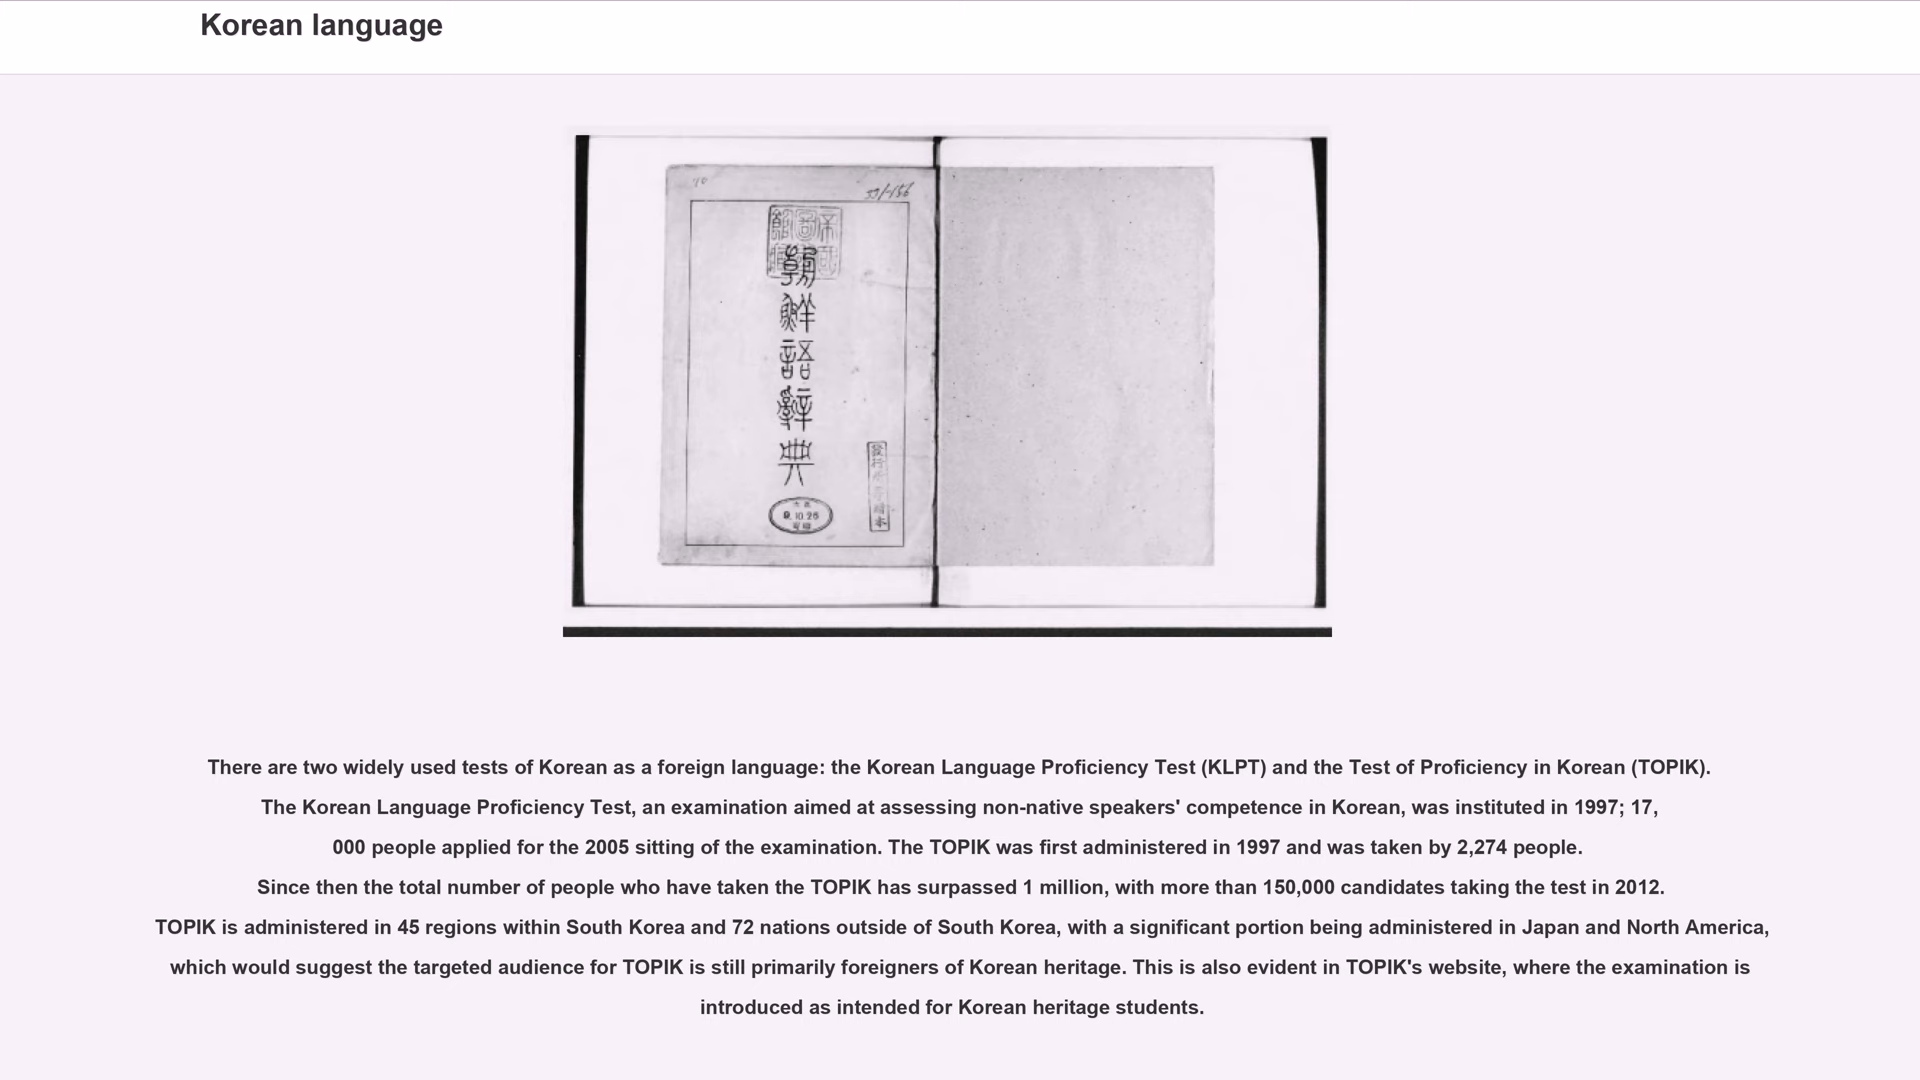 Korean language
朝
鮮
語
辭
典
There are two widely used tests of Korean as a foreign language: the Korean Language Proficiency Test (KLPT) and the Test of Proficiency in Korean (TOPIK).
The Korean Language Proficiency Test, an examination aimed at assessing non-native speakers' competence in Korean, was instituted in 1997; 17,
000 people applied for the 2005 sitting of the examination. The TOPIK was first administered in 1997 and was taken by 2,274 people.
Since then the total number of people who have taken the TOPIK has surpassed 1 million, with more than 150,000 candidates taking the test in 2012.
TOPIK is administered in 45 regions within South Korea and 72 nations outside of South Korea, with a significant portion being administered in Japan and North America,
which would suggest the targeted audience for TOPIK is still primarily foreigners of Korean heritage. This is also evident in TOPIK's website, where the examination is
introduced as intended for Korean heritage students.